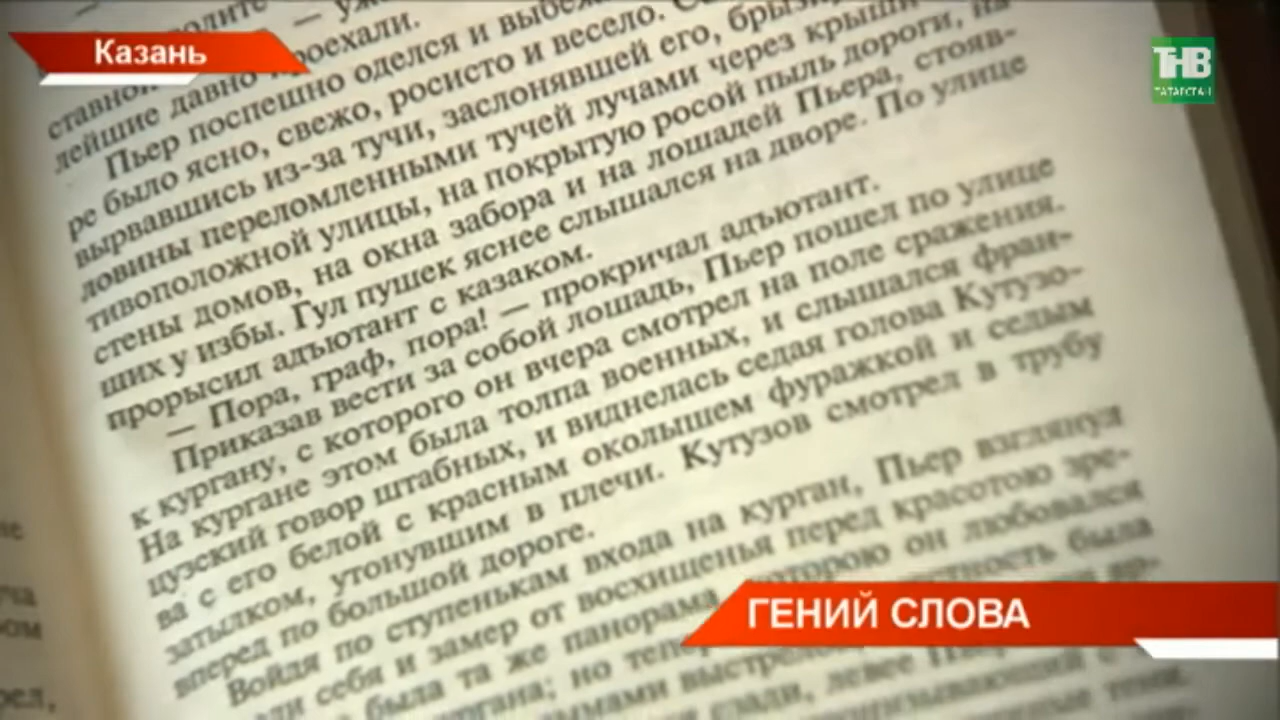 Казань
ТНВ
ТАТАРСТАН
ставной
лейшие давно проехали.
Пьер поспешно оделся и выбежал
ре было ясно, свежо, росисто и весело.
вырвавшись из-за тучи, заслонявшей его, брызнуло
ловины переломленными тучей лучами через крыши
тивоположной улицы, на покрытую росой пыль дороги, на
стены домов, на окна забора и на лошадей Пьера, стояв-
ших у избы. Гул пушек яснее слышался на дворе. По улице
прорысил адъютант с казаком.
— Пора, граф, пора! — прокричал адъютант.
Приказав вести за собой лошадь, Пьер пошел по улице
к кургану, с которого он вчера смотрел на поле сражения.
На кургане этом была толпа военных, и слышался фран-
цузский говор штабных, и виднелась седая голова Кутузо-
ва с его белой с красным околышем фуражкой и седым
затылком, утонувшим в плечи. Кутузов смотрел в трубу
вперед по большой дороге.
Войдя по ступенькам входа на курган, Пьер взглянул
себя и замер от восхищенья перед красотою зре-
была та же панорама, которою он любовался
но
была
ГЕНИЙ СЛОВА